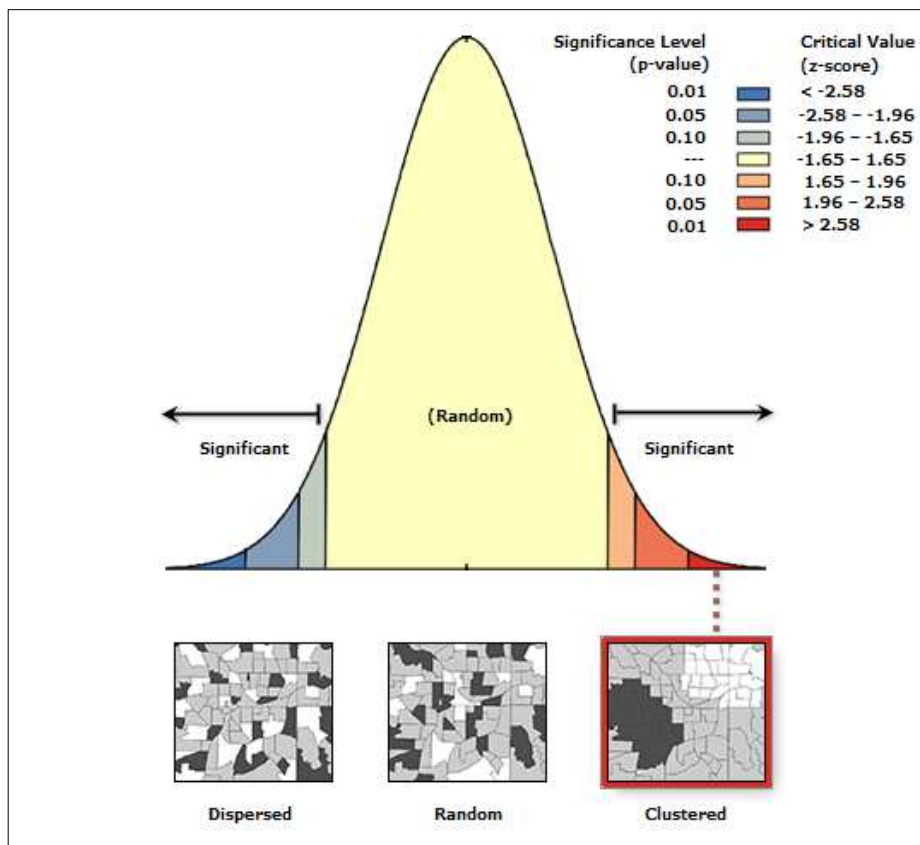 Significance Level Critical Value
(p-value) (z-score)
0.01 < -2.58
0.05 -2.58 – -1.96
0.10 -1.96 – -1.65
--- -1.65 – 1.65
0.10 1.65 – 1.96
0.05 1.96 – 2.58
0.01 > 2.58
(Random)
Significant Significant
Dispersed Random Clustered